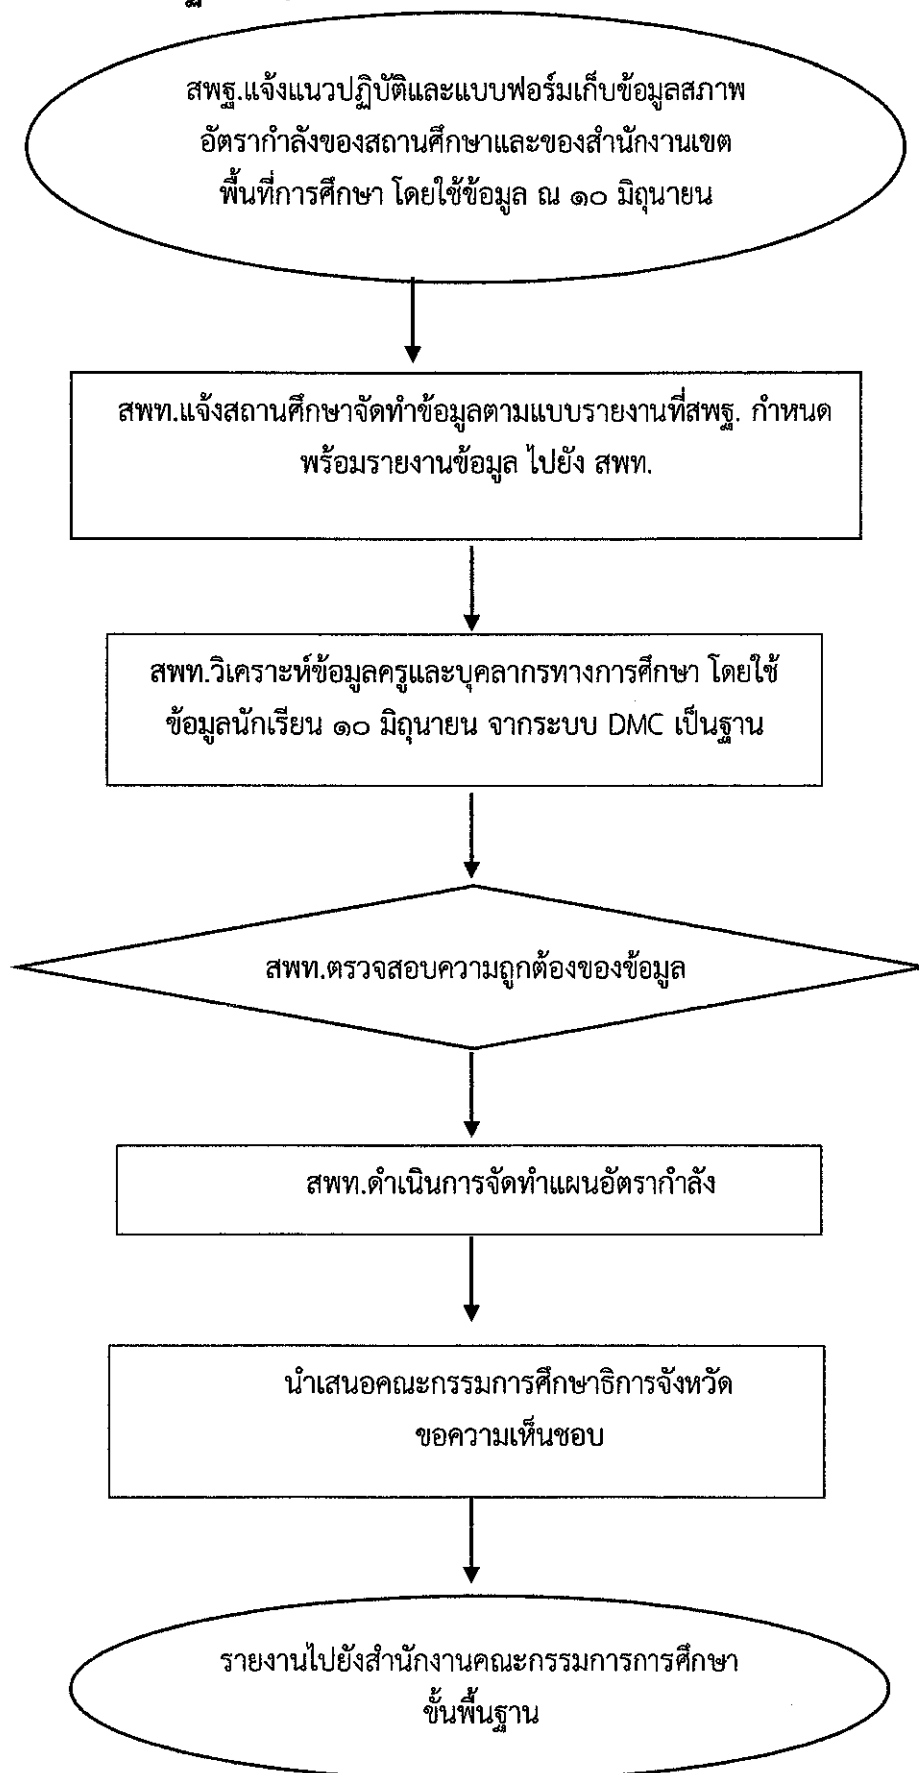 สพฐ.แจ้งแนวปฏิบัติและแบบฟอร์มเก็บข้อมูลสภาพ
อัตรากำลังของสถานศึกษาและของสำนักงานเขต
พื้นที่การศึกษา โดยใช้ข้อมูล ณ ๑๐ มิถุนายน
สพท.แจ้งสถานศึกษาจัดทำข้อมูลตามแบบรายงานที่สพฐ. กำหนด
พร้อมรายงานข้อมูล ไปยัง สพท.
สพท.วิเคราะห์ข้อมูลครูและบุคลากรทางการศึกษา โดยใช้
ข้อมูลนักเรียน ๑๐ มิถุนายน จากระบบ DMC เป็นฐาน
สพท.ตรวจสอบความถูกต้องของข้อมูล
สพท.ดำเนินการจัดทำแผนอัตรากำลัง
นำเสนอคณะกรรมการศึกษาธิการจังหวัด
ขอความเห็นชอบ
รายงานไปยังสำนักงานคณะกรรมการการศึกษา
ขั้นพื้นฐาน